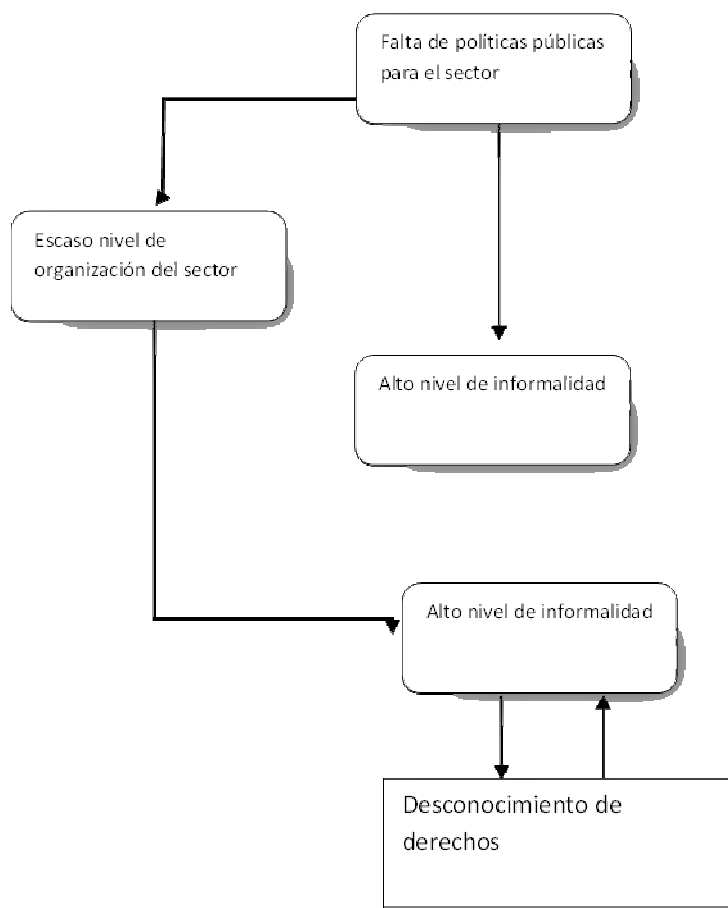 Falta de políticas públicas
para el sector
Escaso nivel de
organización del sector
Alto nivel de informalidad
Alto nivel de informalidad
Desconocimiento de
derechos